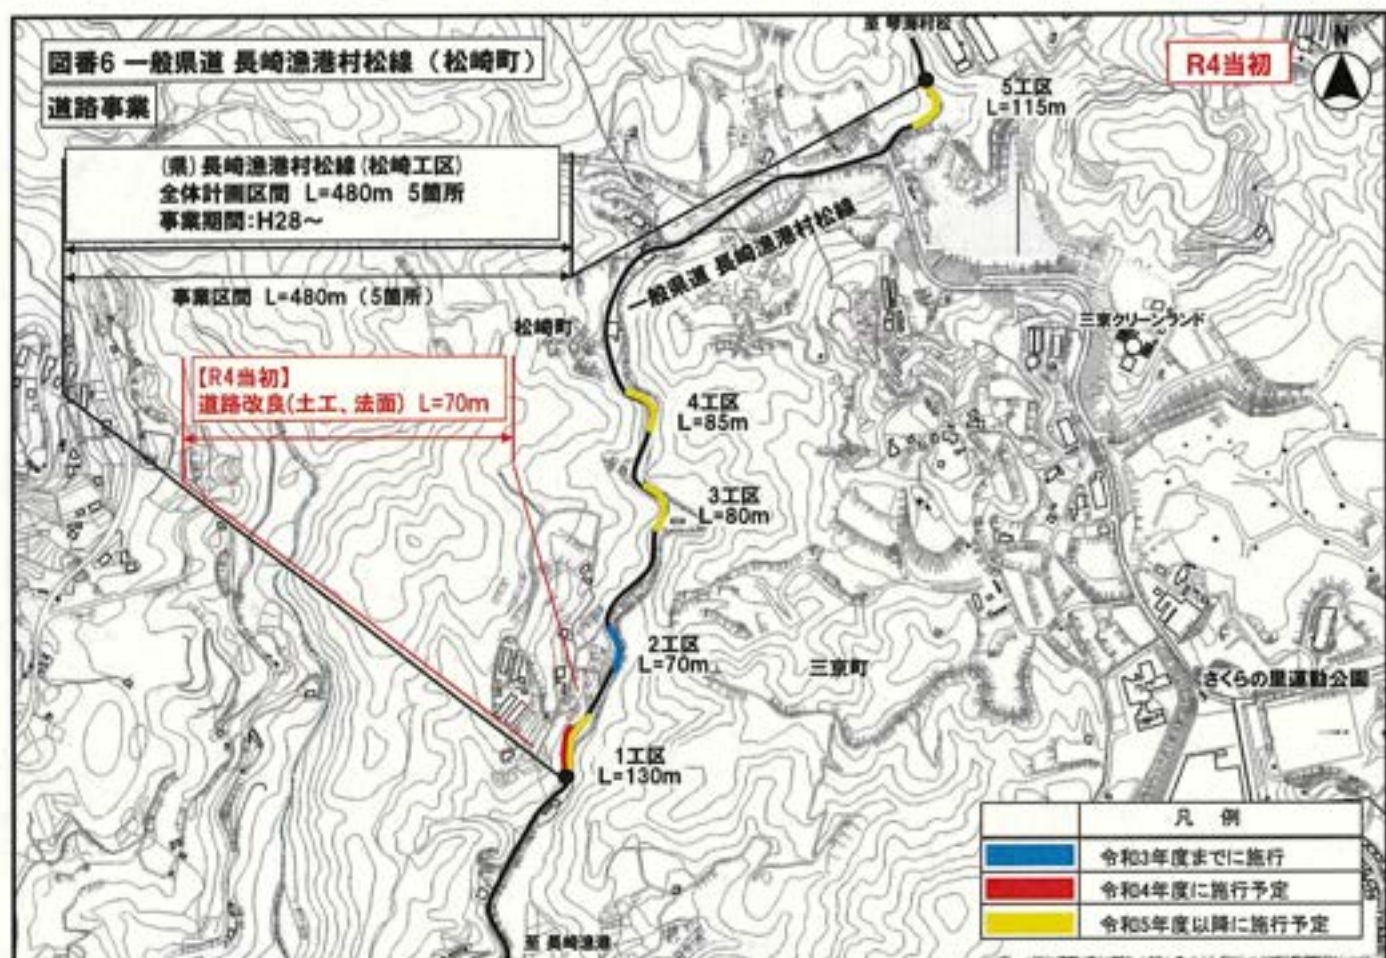 図番6 一般県道 長崎漁港村松線（松崎町）
道路事業
R4当初
N
至 琴海村松
5工区
L=115m
(県)長崎漁港村松線(松崎工区)
全体計画区間 L=480m 5箇所
事業期間：H28～
事業区間 L=480m（5箇所）
一般県道 長崎漁港村松線
松崎町
三京クリーンランド
【R4当初】
道路改良(土工、法面) L=70m
4工区
L=85m
3工区
L=80m
2工区
L=70m
三京町
さくらの里運動公園
1工区
L=130m
至 長崎漁港
凡 例
令和3年度までに施行
令和4年度に施行予定
令和5年度以降に施行予定